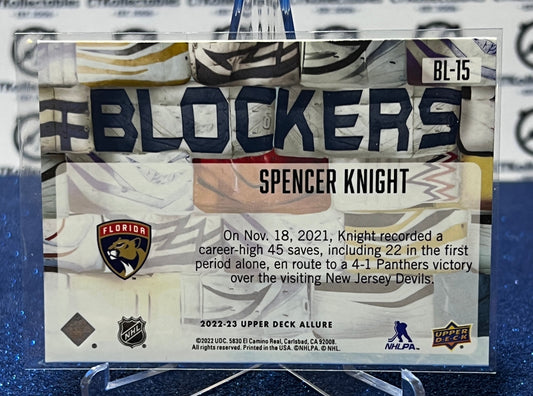 BL-15
#BLOCKERS
SPENCER KNIGHT
FLORIDA
On Nov. 18, 2021, Knight recorded a
career-high 45 saves, including 22 in the first
period alone, en route to a 4-1 Panthers victory
over the visiting New Jersey Devils.
2022-23 UPPER DECK ALLURE
©2022 UDC. 5830 El Camino Real, Carlsbad, CA 92008.
All rights reserved. Printed in the USA. ©NHLPA. © NHL.
NHL
NHLPA
UPPER
DECK